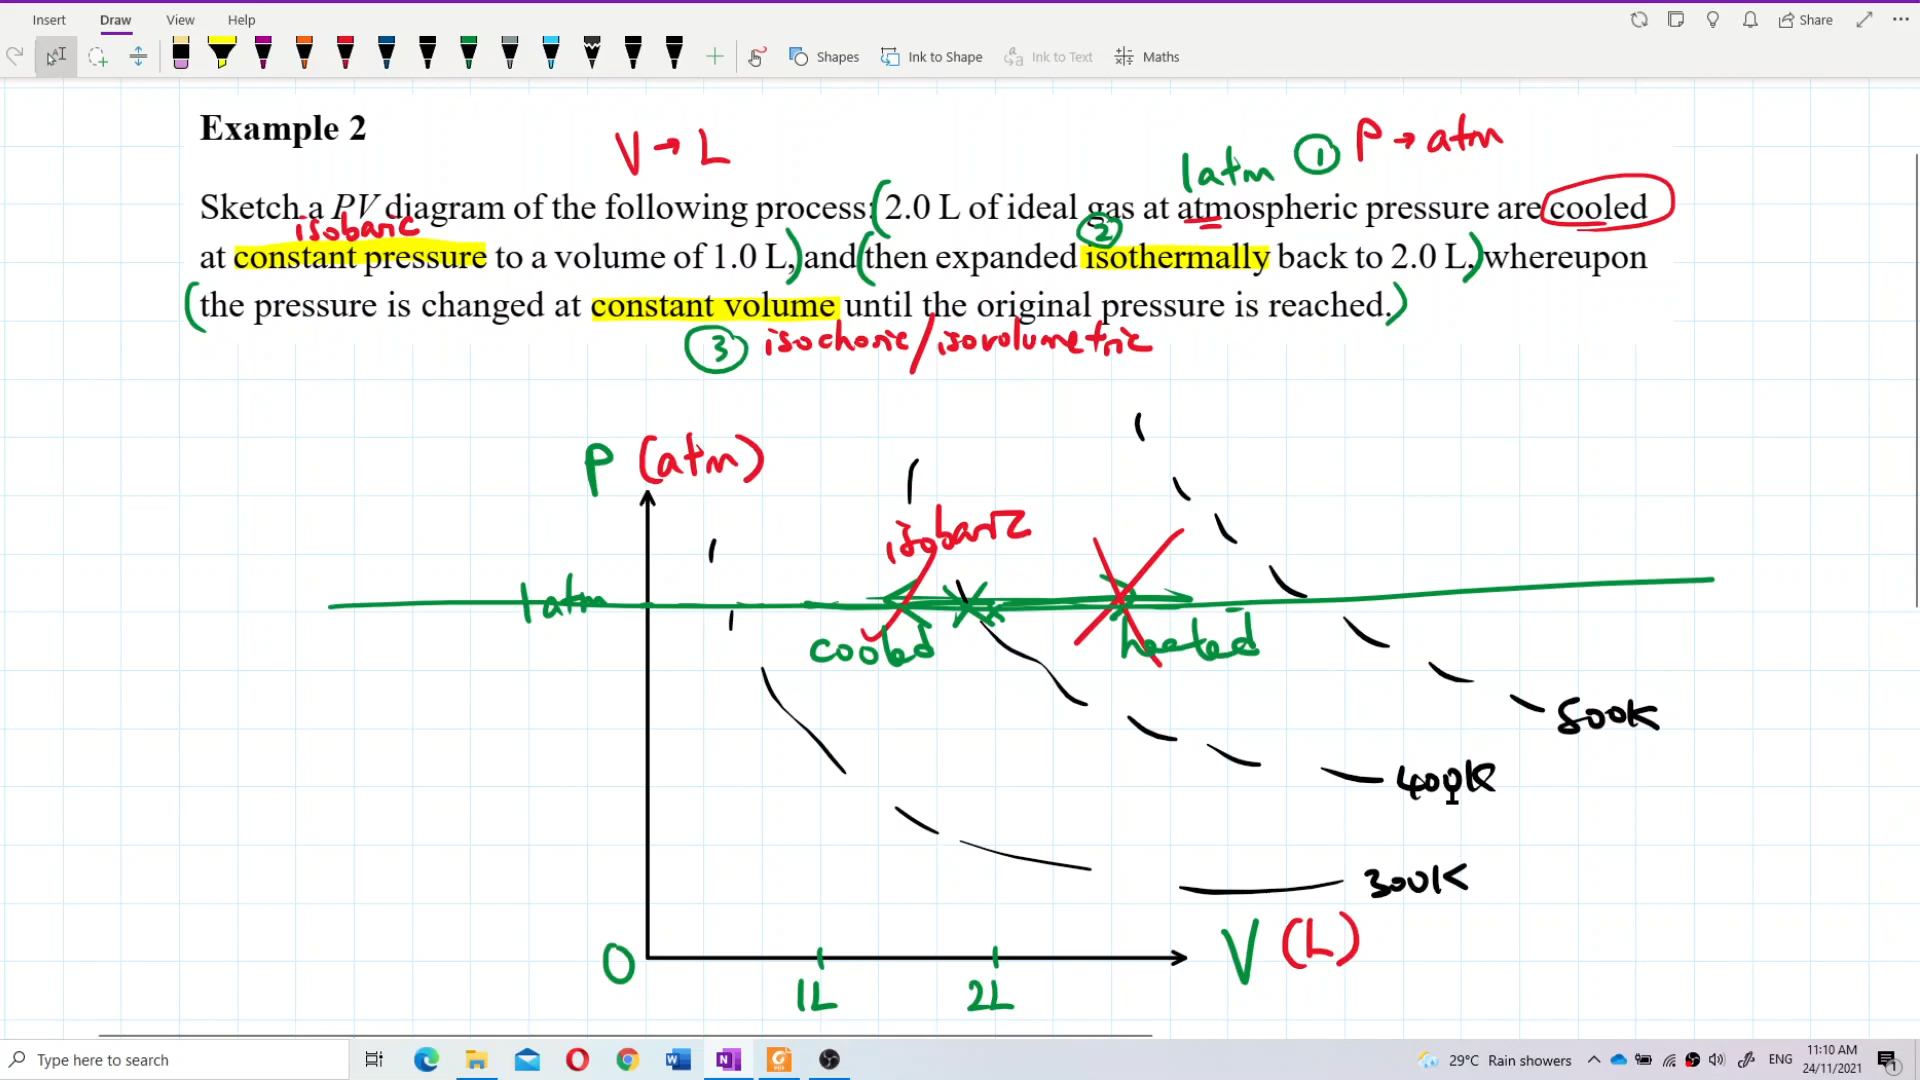 Insert Draw View Help Share
Shapes Ink to Shape Ink to Text Maths
Example 2
V → L
1atm ① P → atm
Sketch a PV diagram of the following process: (2.0 L of ideal gas at atmospheric pressure are cooled
isobaric ②
at constant pressure to a volume of 1.0 L,) and (then expanded isothermally back to 2.0 L,) whereupon
(the pressure is changed at constant volume until the original pressure is reached.)
③ isochoric/isovolumetric
P (atm)
isobaric
1atm
cooled heated
500K
400K
300K
V (L)
0
1L 2L
Type here to search
29°C Rain showers ENG 11:10 AM
24/11/2021
1